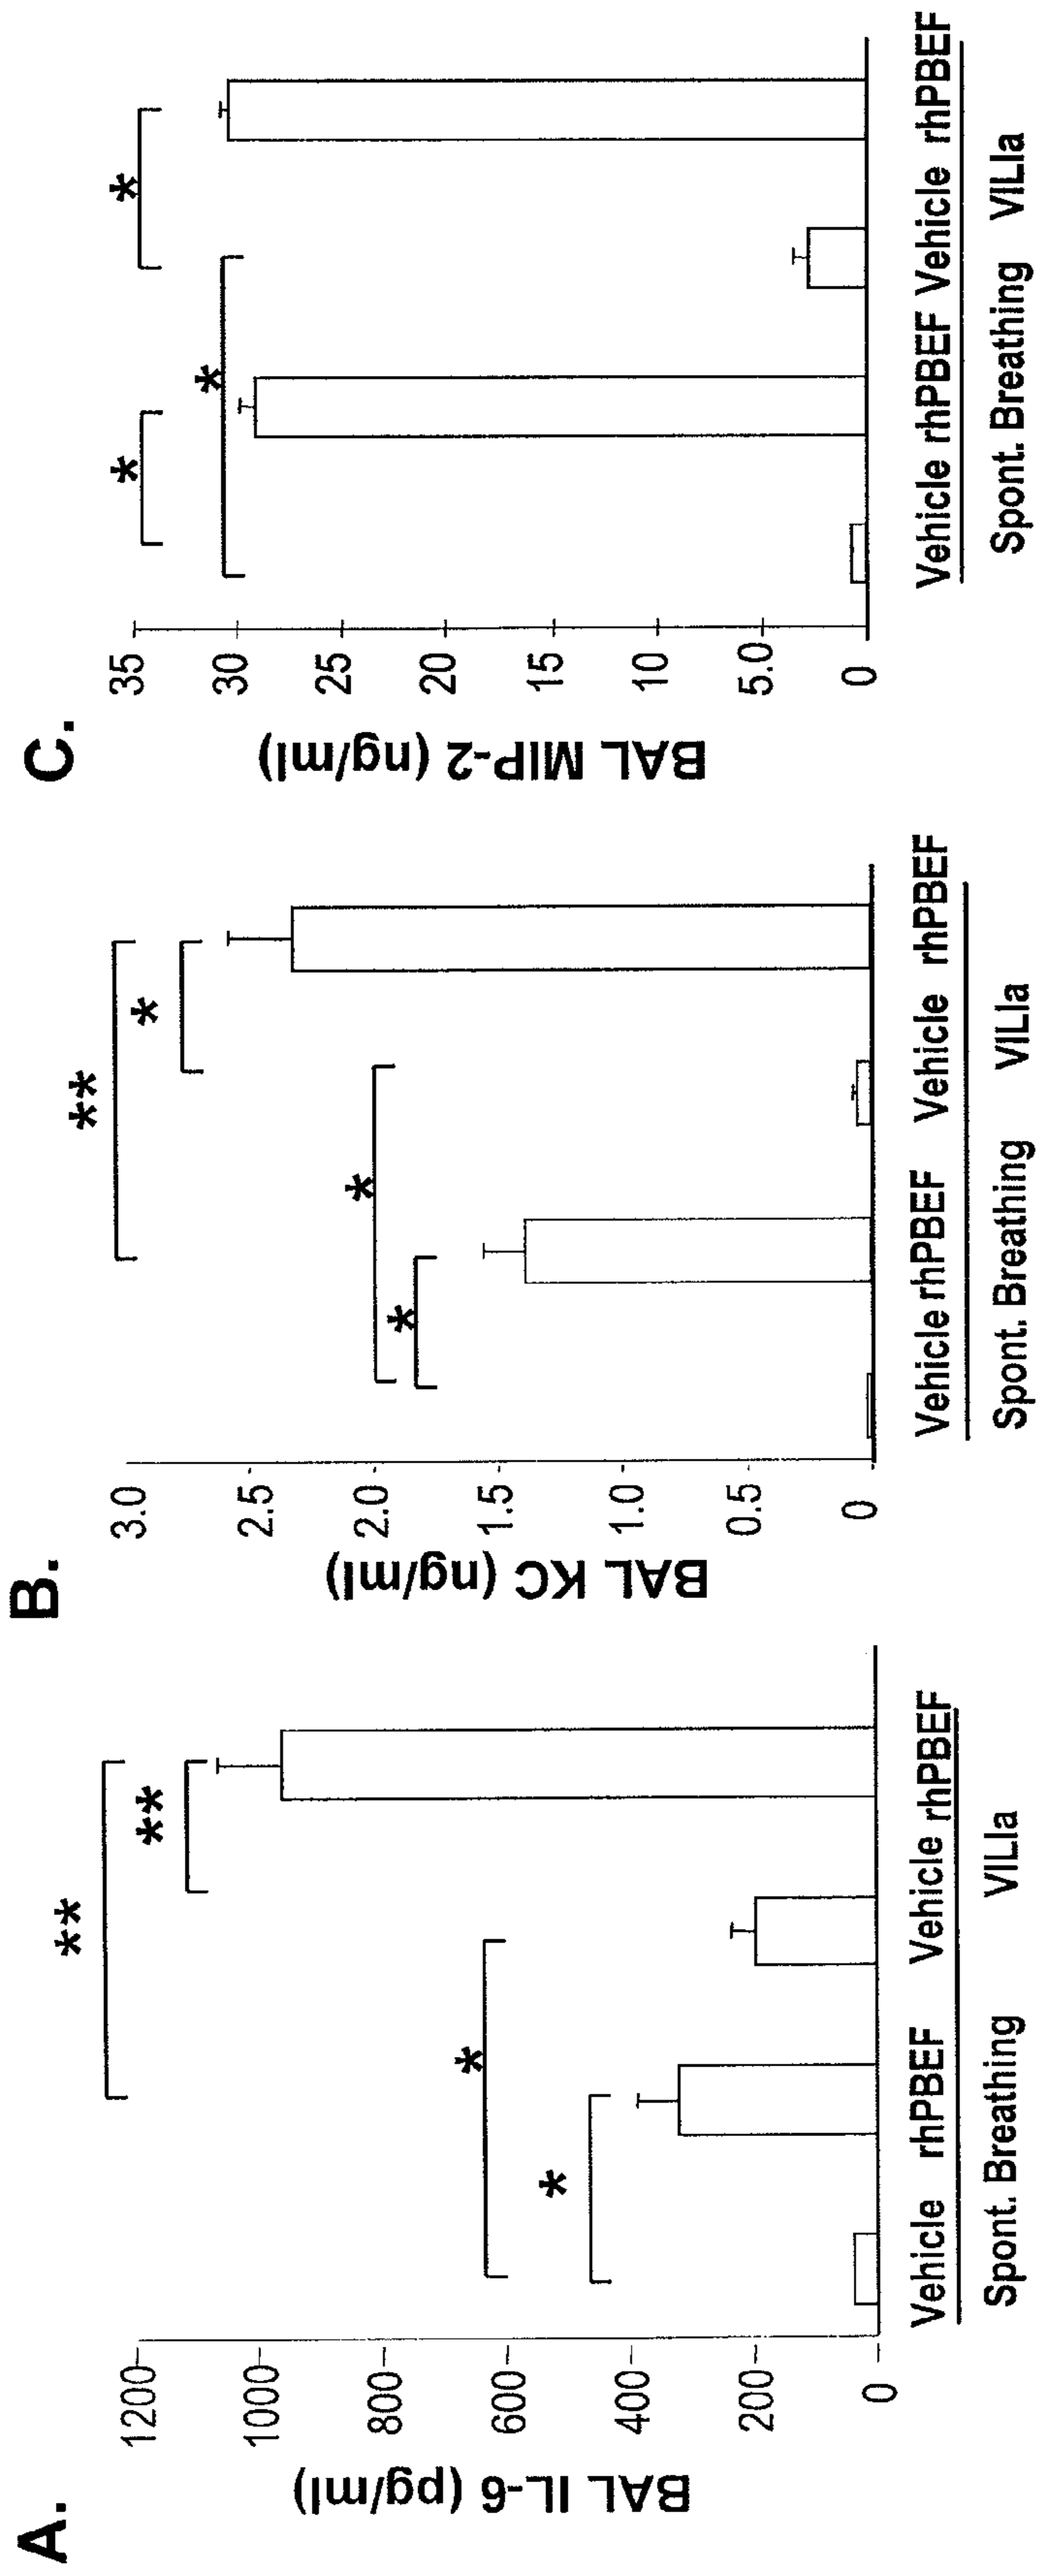 A.
BAL IL-6 (pg/ml)
1200
1000
800
600
400
200
0
**
**
*
*
Vehicle rhPBEF Vehicle rhPBEF
Spont. Breathing VILIa
B.
BAL KC (ng/ml)
3.0
2.5
2.0
1.5
1.0
0.5
0
**
*
*
*
Vehicle rhPBEF Vehicle rhPBEF
Spont. Breathing VILIa
C.
BAL MIP-2 (ng/ml)
35
30
25
20
15
10
5.0
0
*
*
*
Vehicle rhPBEF Vehicle rhPBEF
Spont. Breathing VILIa